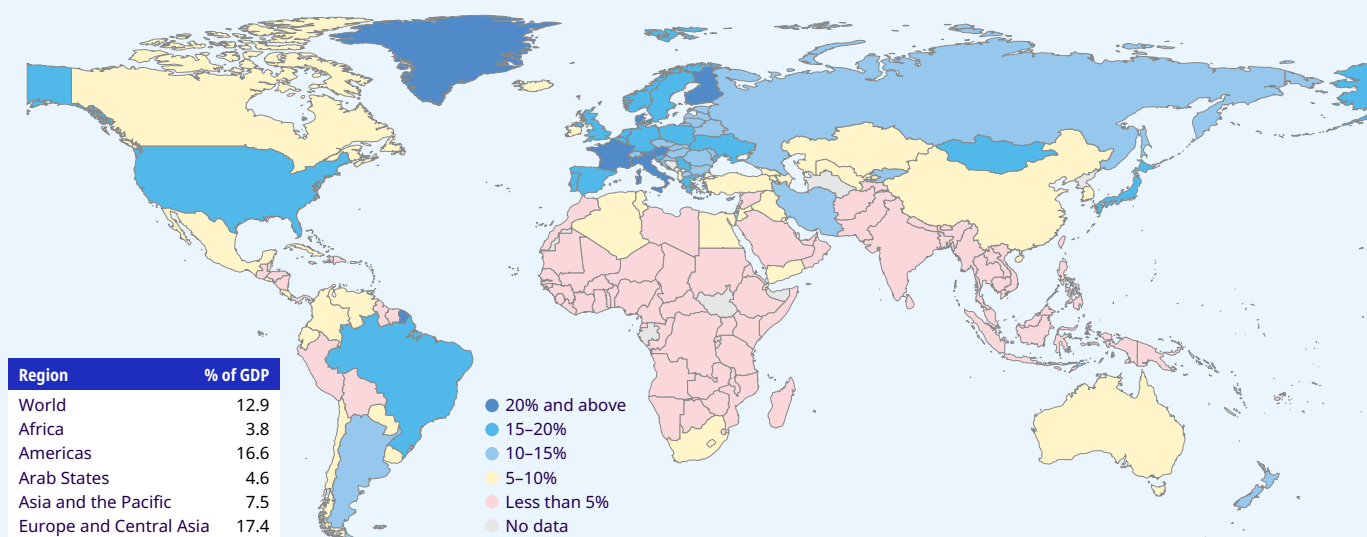 Region % of GDP
World 12.9
Africa 3.8
Americas 16.6
Arab States 4.6
Asia and the Pacific 7.5
Europe and Central Asia 17.4
20% and above
15–20%
10–15%
5–10%
Less than 5%
No data